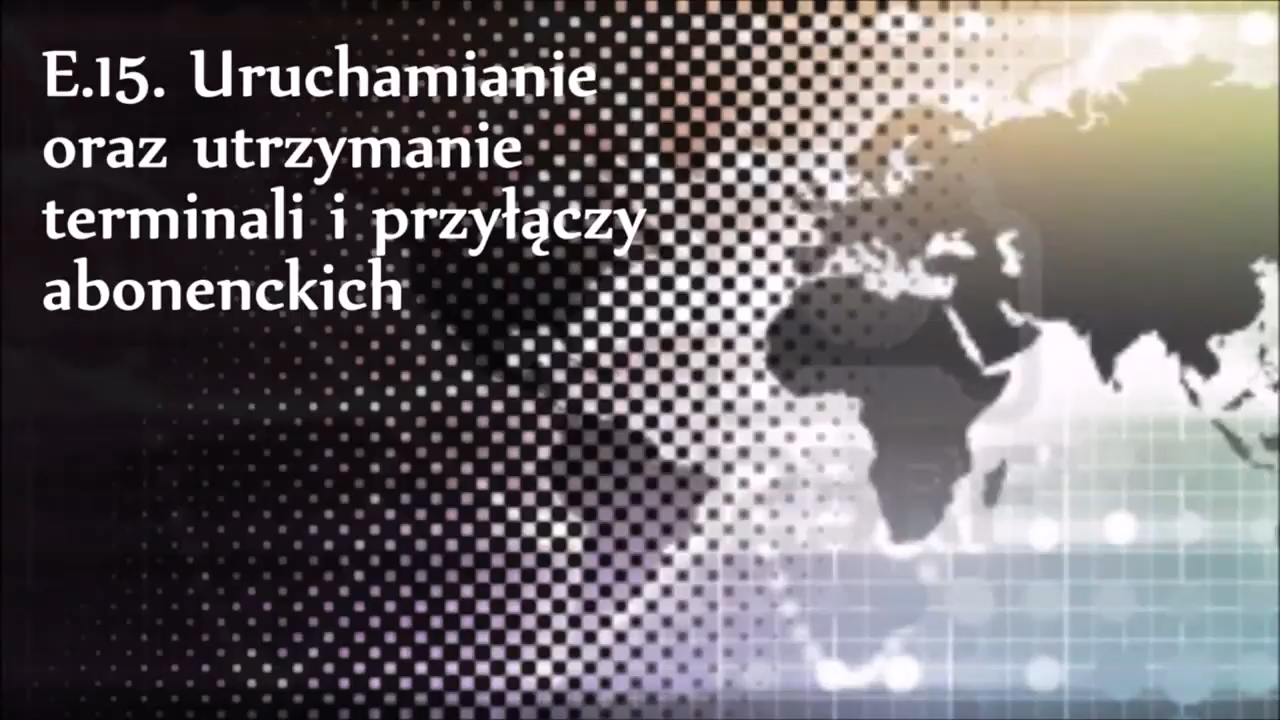 E.15. Uruchamianie
oraz utrzymanie
terminali i przyłączy
abonenckich